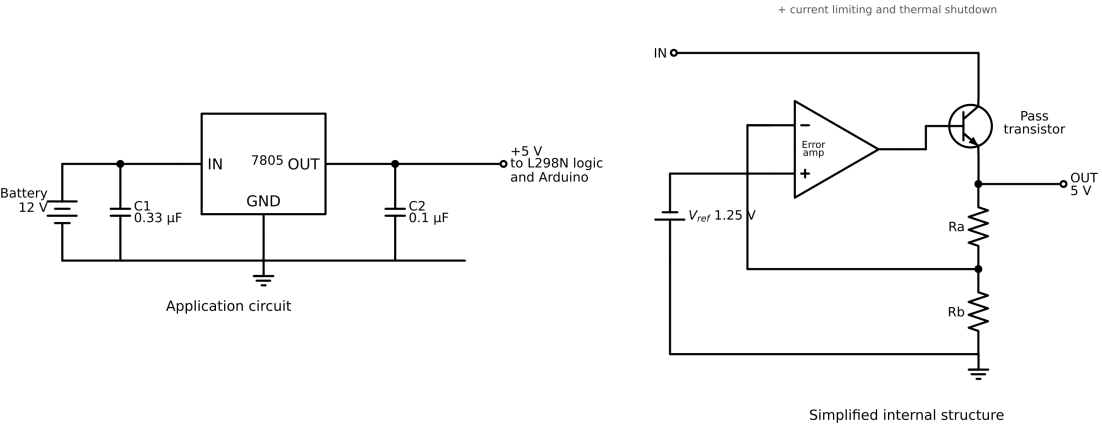 + current limiting and thermal shutdown
IN
Pass
transistor
−
Error
amp
+
+5 V
to L298N logic
and Arduino
IN
7805
OUT
GND
Battery
12 V
C1
0.33 µF
C2
0.1 µF
OUT
5 V
Vref 1.25 V
Ra
Rb
Application circuit
Simplified internal structure